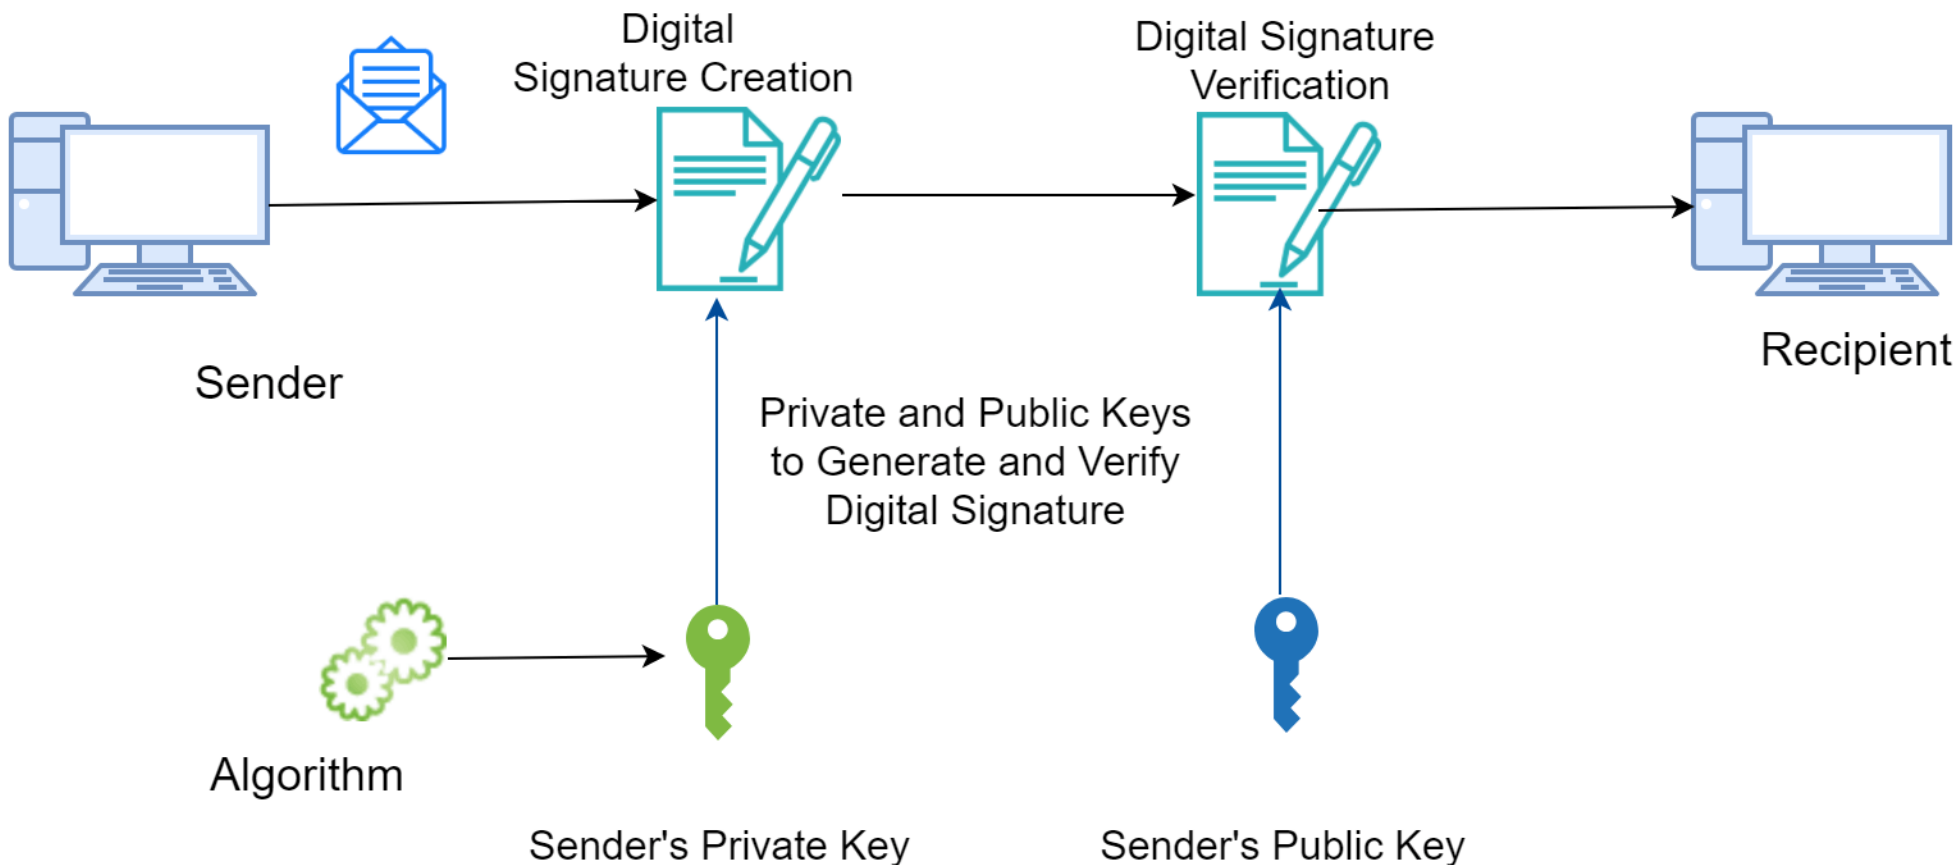 Digital
Signature Creation
Digital Signature
Verification
Sender
Recipient
Private and Public Keys
to Generate and Verify
Digital Signature
Algorithm
Sender's Private Key
Sender's Public Key